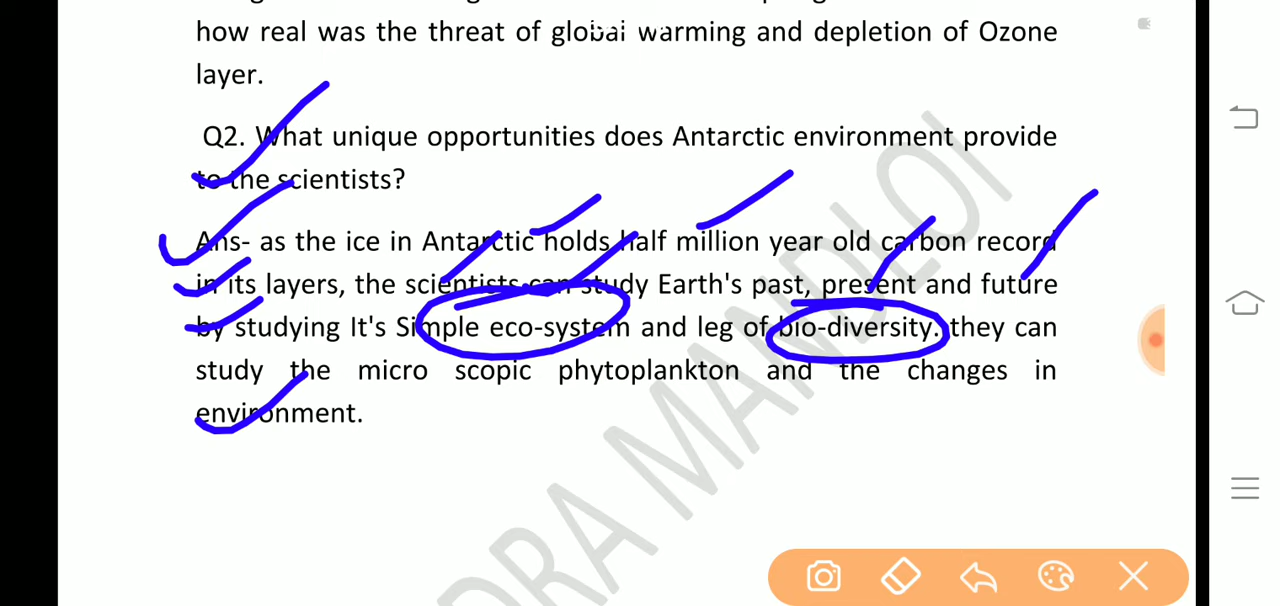 how real was the threat of global warming and depletion of Ozone
layer.
Q2. What unique opportunities does Antarctic environment provide
to the scientists?
Ans- as the ice in Antarctic holds half million year old carbon record
in its layers, the scientists can study Earth's past, present and future
by studying It's Simple eco-system and leg of bio-diversity. they can
study the micro scopic phytoplankton and the changes in
environment.
DRA MANDLOI